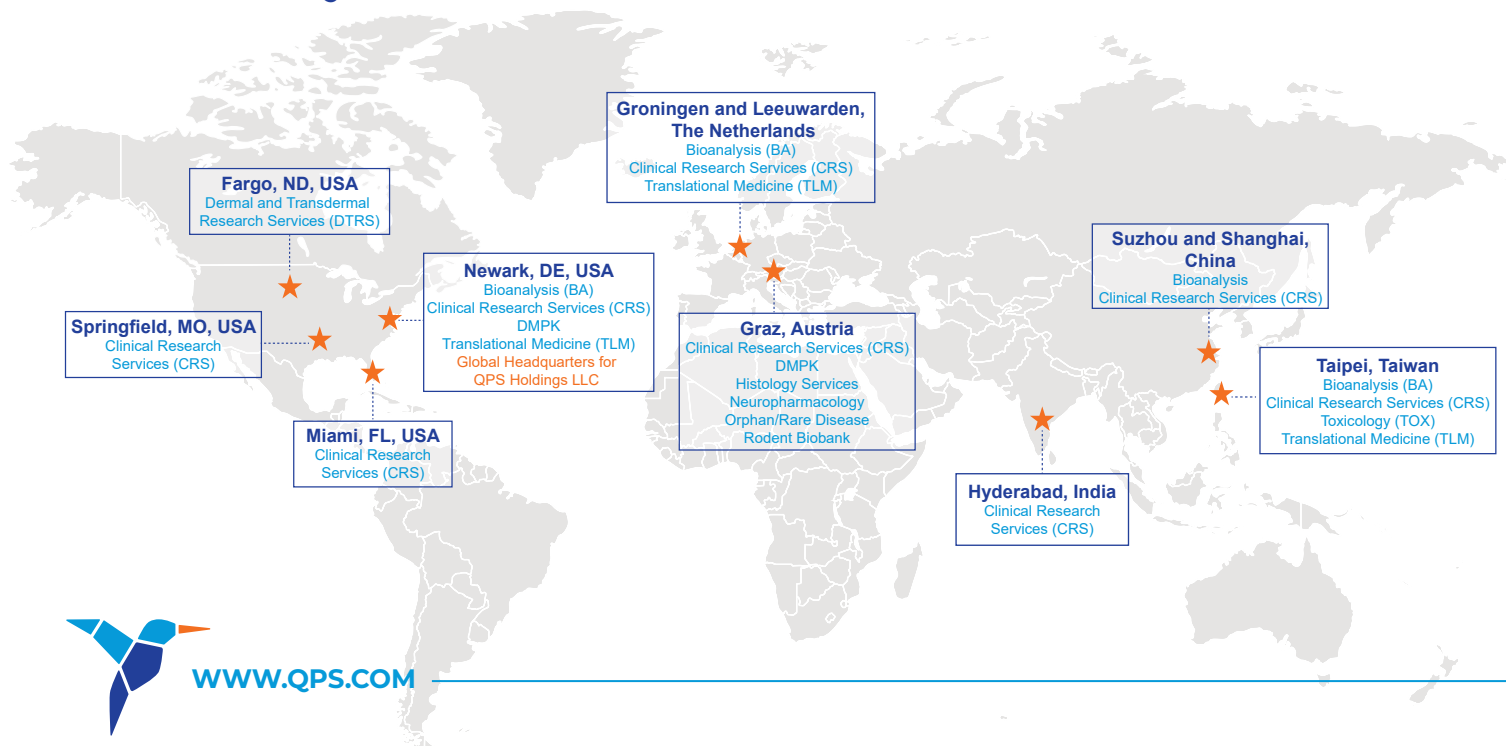 Groningen and Leeuwarden,
The Netherlands
Bioanalysis (BA)
Clinical Research Services (CRS)
Translational Medicine (TLM)
Fargo, ND, USA
Dermal and Transdermal
Research Services (DTRS)
Suzhou and Shanghai,
China
Bioanalysis
Clinical Research Services (CRS)
Newark, DE, USA
Bioanalysis (BA)
Clinical Research Services (CRS)
DMPK
Translational Medicine (TLM)
Global Headquarters for
QPS Holdings LLC
Springfield, MO, USA
Clinical Research
Services (CRS)
Graz, Austria
Clinical Research Services (CRS)
DMPK
Histology Services
Neuropharmacology
Orphan/Rare Disease
Rodent Biobank
Taipei, Taiwan
Bioanalysis (BA)
Clinical Research Services (CRS)
Toxicology (TOX)
Translational Medicine (TLM)
Miami, FL, USA
Clinical Research
Services (CRS)
Hyderabad, India
Clinical Research
Services (CRS)
WWW.QPS.COM